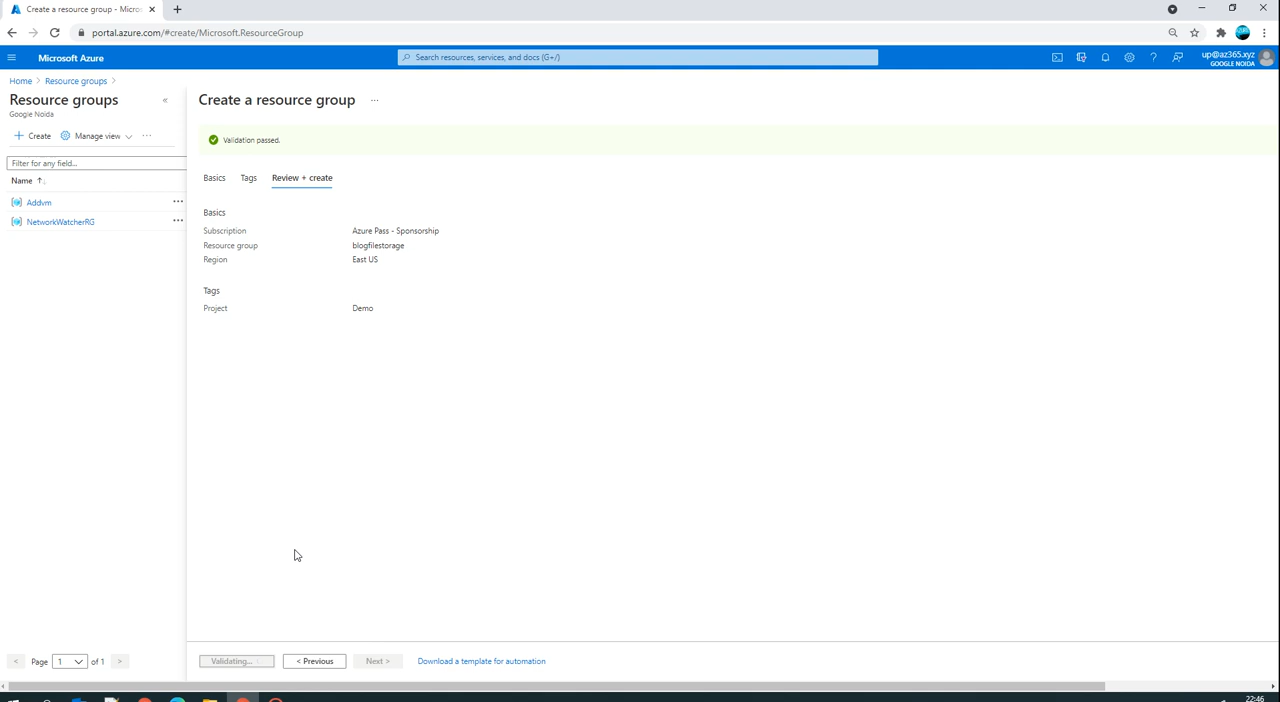 Create a resource group - Micros
portal.azure.com/#create/Microsoft.ResourceGroup
Microsoft Azure
Search resources, services, and docs (G+/)
up@az365.xyz
GOOGLE NOIDA
Home > Resource groups >
Resource groups
Google Noida
Create a resource group
Validation passed.
+ Create
Manage view
Filter for any field...
Name ↑↓
Addvm
NetworkWatcherRG
Basics
Tags
Review + create
Basics
Subscription Azure Pass - Sponsorship
Resource group blogfilestorage
Region East US
Tags
Project Demo
< Page 1 of 1 >
Validating...
< Previous
Next >
Download a template for automation
22:46